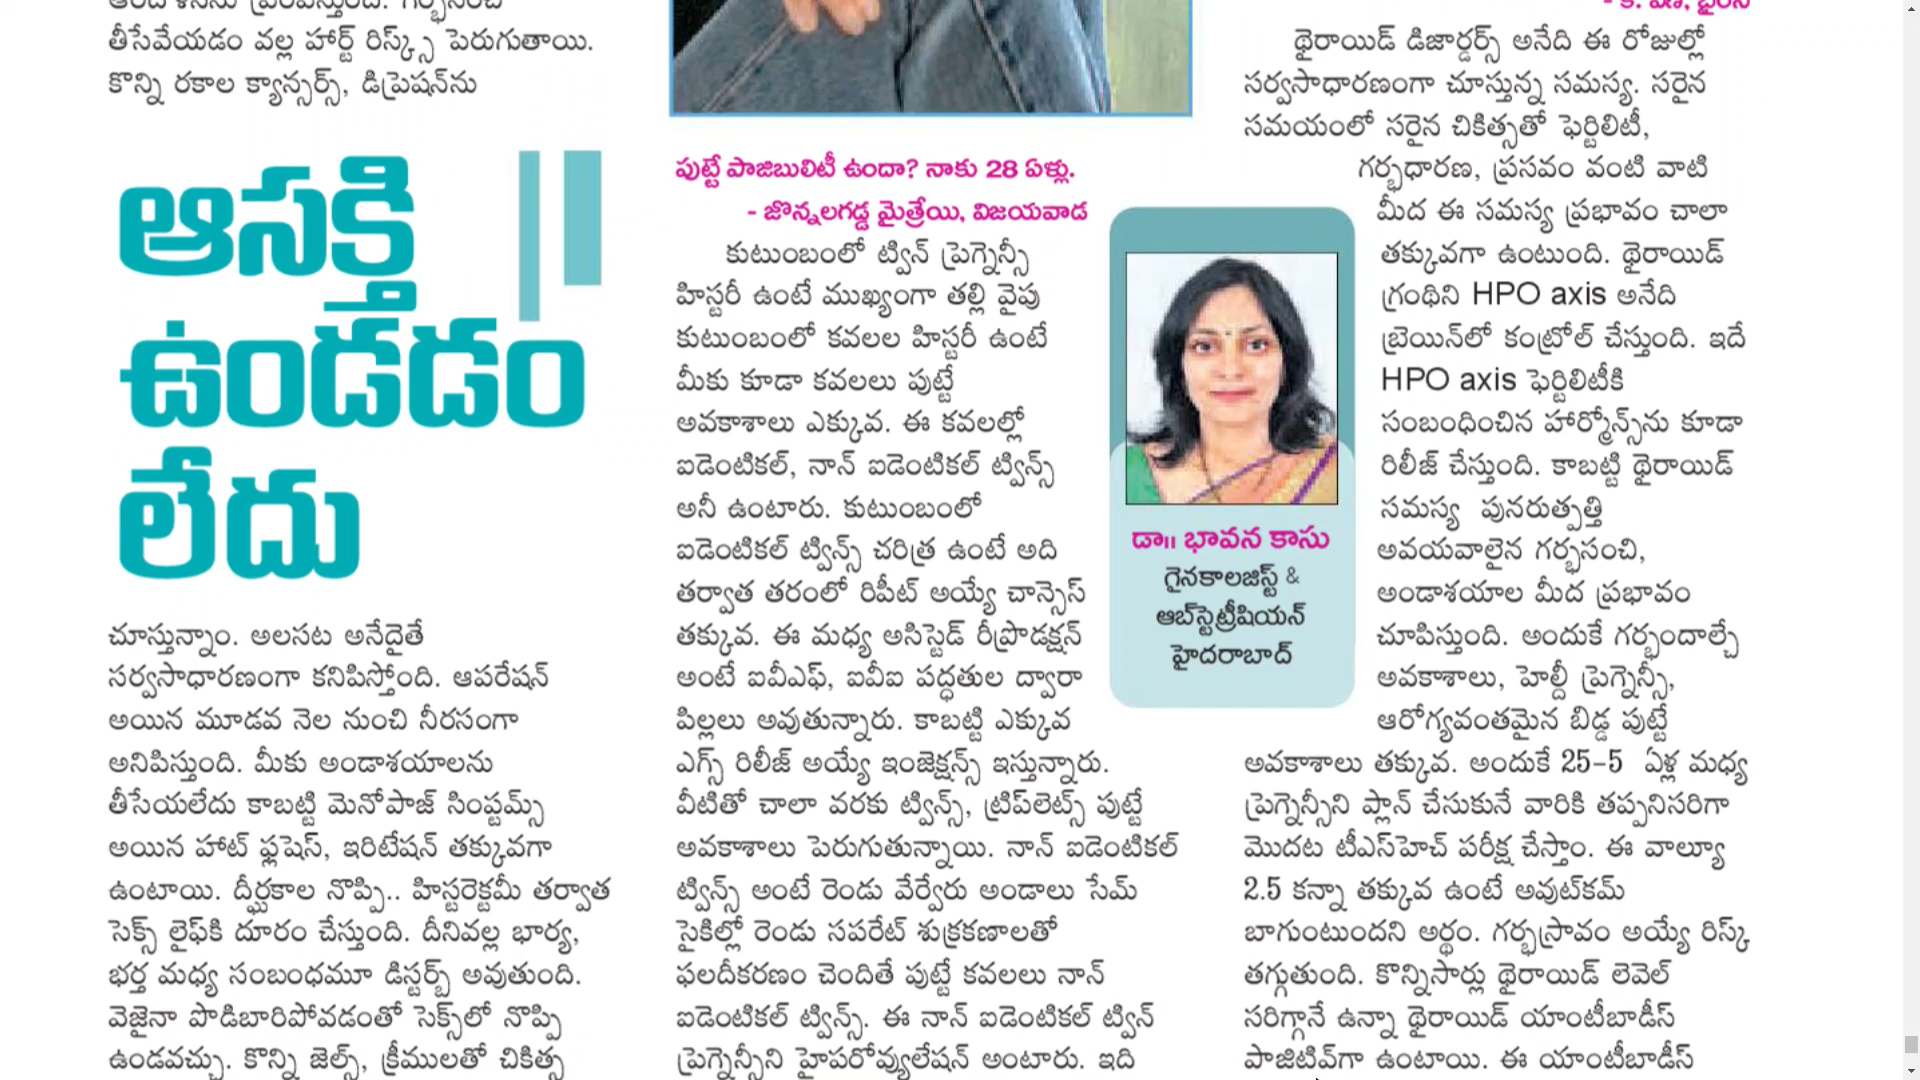 తీసేవేయడం వల్ల హార్ట్ రిస్క్స్ పెరుగుతాయి.
కొన్ని రకాల క్యాన్సర్స్, డిప్రెషన్‌ను
ఆసక్తి
ఉండడం
లేదు
చూస్తున్నాం. అలసట అనేదైతే
సర్వసాధారణంగా కనిపిస్తోంది. ఆపరేషన్
అయిన మూడవ నెల నుంచి నీరసంగా
అనిపిస్తుంది. మీకు అండాశయాలను
తీసేయలేదు కాబట్టి మెనోపాజ్ సింప్టమ్స్
అయిన హాట్ ఫ్లషెస్, ఇరిటేషన్ తక్కువగా
ఉంటాయి. దీర్ఘకాల నొప్పి.. హిస్టరెక్టమీ తర్వాత
సెక్స్ లైఫ్‌కి దూరం చేస్తుంది. దీనివల్ల భార్య,
భర్త మధ్య సంబంధమూ డిస్టర్బ్ అవుతుంది.
వెజైనా పొడిబారిపోవడంతో సెక్స్‌లో నొప్పి
ఉండవచ్చు. కొన్ని జెల్స్, క్రీములతో చికిత్స
పుట్టే పాజిబులిటీ ఉందా? నాకు 28 ఏళ్లు.
- జొన్నలగడ్డ మైత్రేయి, విజయవాడ
కుటుంబంలో ట్విన్ ప్రెగ్నెన్సీ
హిస్టరీ ఉంటే ముఖ్యంగా తల్లి వైపు
కుటుంబంలో కవలల హిస్టరీ ఉంటే
మీకు కూడా కవలలు పుట్టే
అవకాశాలు ఎక్కువ. ఈ కవలల్లో
ఐడెంటికల్, నాన్ ఐడెంటికల్ ట్విన్స్
అనీ ఉంటారు. కుటుంబంలో
ఐడెంటికల్ ట్విన్స్ చరిత్ర ఉంటే అది
తర్వాత తరంలో రిపీట్ అయ్యే చాన్సెస్
తక్కువ. ఈ మధ్య అసిస్టెడ్ రీప్రొడక్షన్
అంటే ఐవీఎఫ్, ఐవీఐ పద్ధతుల ద్వారా
పిల్లలు అవుతున్నారు. కాబట్టి ఎక్కువ
ఎగ్స్ రిలీజ్ అయ్యే ఇంజెక్షన్స్ ఇస్తున్నారు.
వీటితో చాలా వరకు ట్విన్స్, ట్రిప్‌లెట్స్ పుట్టే
అవకాశాలు పెరుగుతున్నాయి. నాన్ ఐడెంటికల్
ట్విన్స్ అంటే రెండు వేర్వేరు అండాలు సేమ్
సైకిల్లో రెండు సపరేట్ శుక్రకణాలతో
ఫలదీకరణం చెందితే పుట్టే కవలలు నాన్
ఐడెంటికల్ ట్విన్స్. ఈ నాన్ ఐడెంటికల్ ట్విన్
ప్రెగ్నెన్సీని హైపరోవ్యులేషన్ అంటారు. ఇది
డా॥ భావన కాసు
గైనకాలజిస్ట్ &
ఆబ్‌స్టెట్రీషియన్
హైదరాబాద్
థైరాయిడ్ డిజార్డర్స్ అనేది ఈ రోజుల్లో
సర్వసాధారణంగా చూస్తున్న సమస్య. సరైన
సమయంలో సరైన చికిత్సతో ఫెర్టిలిటీ,
గర్భధారణ, ప్రసవం వంటి వాటి
మీద ఈ సమస్య ప్రభావం చాలా
తక్కువగా ఉంటుంది. థైరాయిడ్
గ్రంథిని HPO axis అనేది
బ్రెయిన్‌లో కంట్రోల్ చేస్తుంది. ఇదే
HPO axis ఫెర్టిలిటీకి
సంబంధించిన హార్మోన్స్‌ను కూడా
రిలీజ్ చేస్తుంది. కాబట్టి థైరాయిడ్
సమస్య పునరుత్పత్తి
అవయవాలైన గర్భసంచి,
అండాశయాల మీద ప్రభావం
చూపిస్తుంది. అందుకే గర్భందాల్చే
అవకాశాలు, హెల్దీ ప్రెగ్నెన్సీ,
ఆరోగ్యవంతమైన బిడ్డ పుట్టే
అవకాశాలు తక్కువ. అందుకే 25–5 ఏళ్ల మధ్య
ప్రెగ్నెన్సీని ప్లాన్ చేసుకునే వారికి తప్పనిసరిగా
మొదట టీఎస్‌హెచ్ పరీక్ష చేస్తాం. ఈ వాల్యూ
2.5 కన్నా తక్కువ ఉంటే అవుట్‌కమ్
బాగుంటుందని అర్థం. గర్భస్రావం అయ్యే రిస్క్
తగ్గుతుంది. కొన్నిసార్లు థైరాయిడ్ లెవెల్
సరిగ్గానే ఉన్నా థైరాయిడ్ యాంటీబాడీస్
పాజిటివ్‌గా ఉంటాయి. ఈ యాంటీబాడీస్